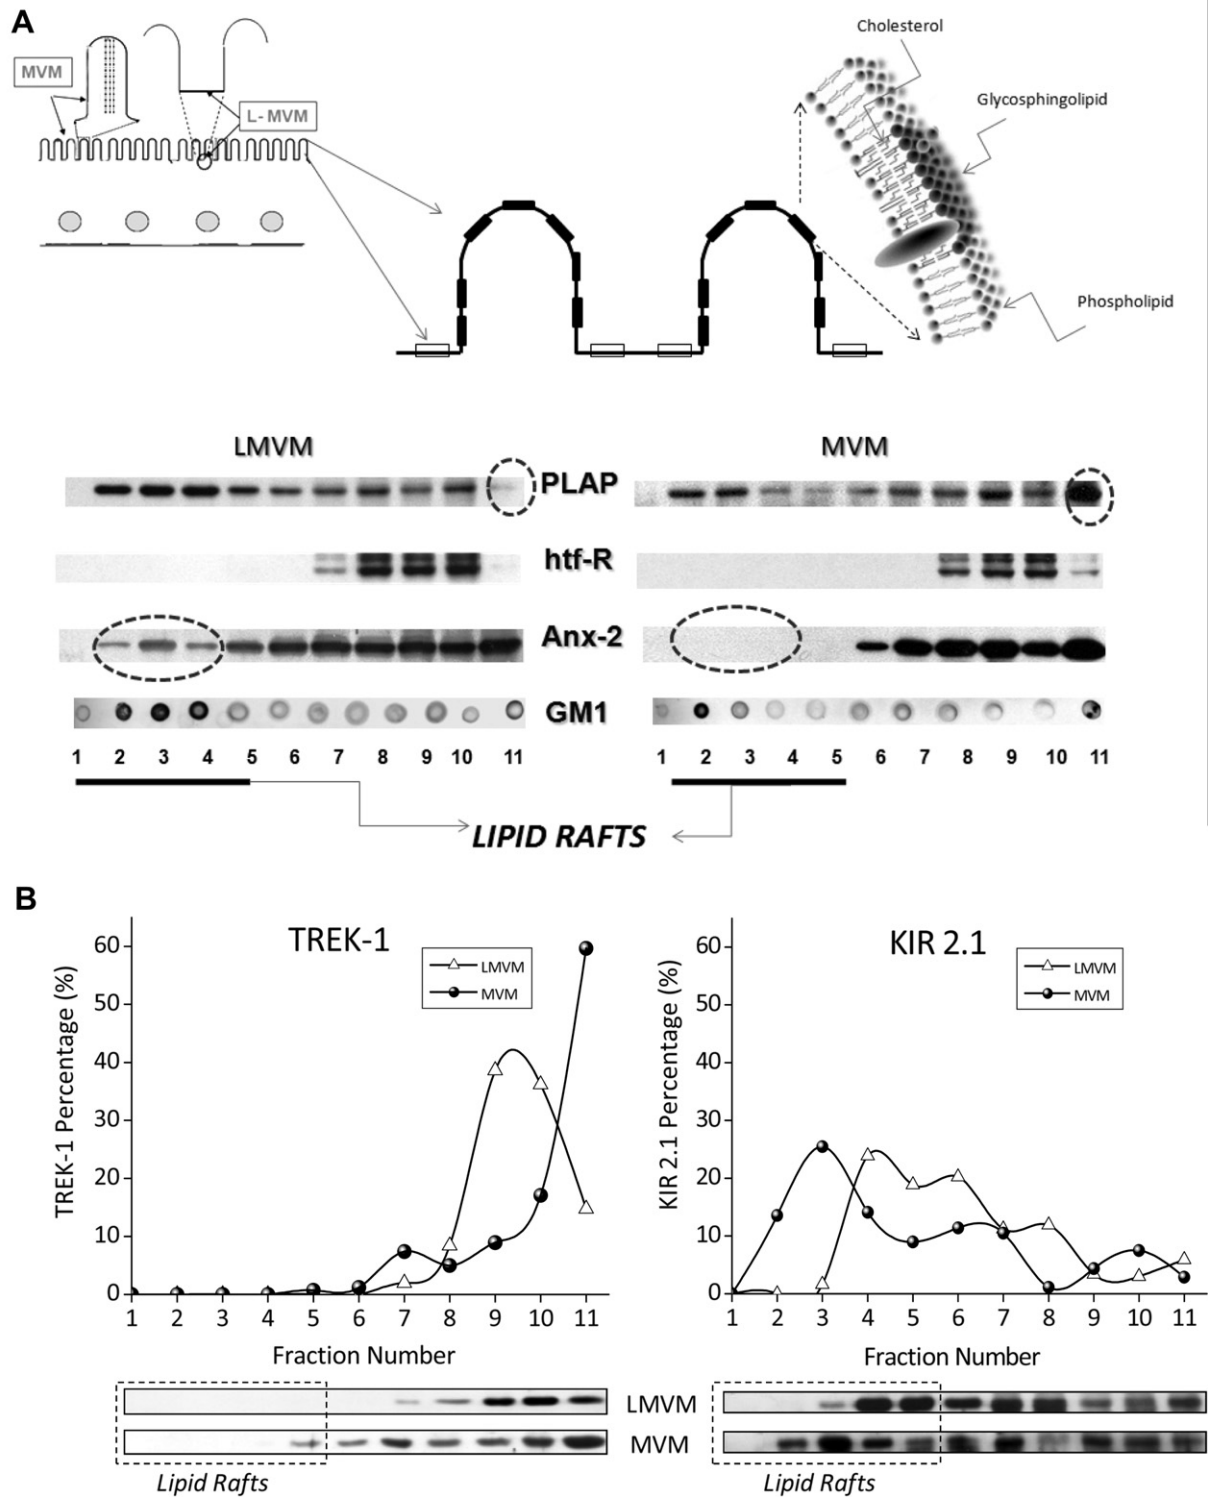 A
MVM
L- MVM
Cholesterol
Glycosphingolipid
Phospholipid
LMVM
MVM
PLAP
htf-R
Anx-2
GM1
1 2 3 4 5 6 7 8 9 10 11
1 2 3 4 5 6 7 8 9 10 11
LIPID RAFTS
B
TREK-1
LMVM
MVM
TREK-1 Percentage (%)
60
50
40
30
20
10
0
1 2 3 4 5 6 7 8 9 10 11
Fraction Number
KIR 2.1
LMVM
MVM
KIR 2.1 Percentage (%)
60
50
40
30
20
10
0
1 2 3 4 5 6 7 8 9 10 11
Fraction Number
LMVM
MVM
Lipid Rafts
Lipid Rafts